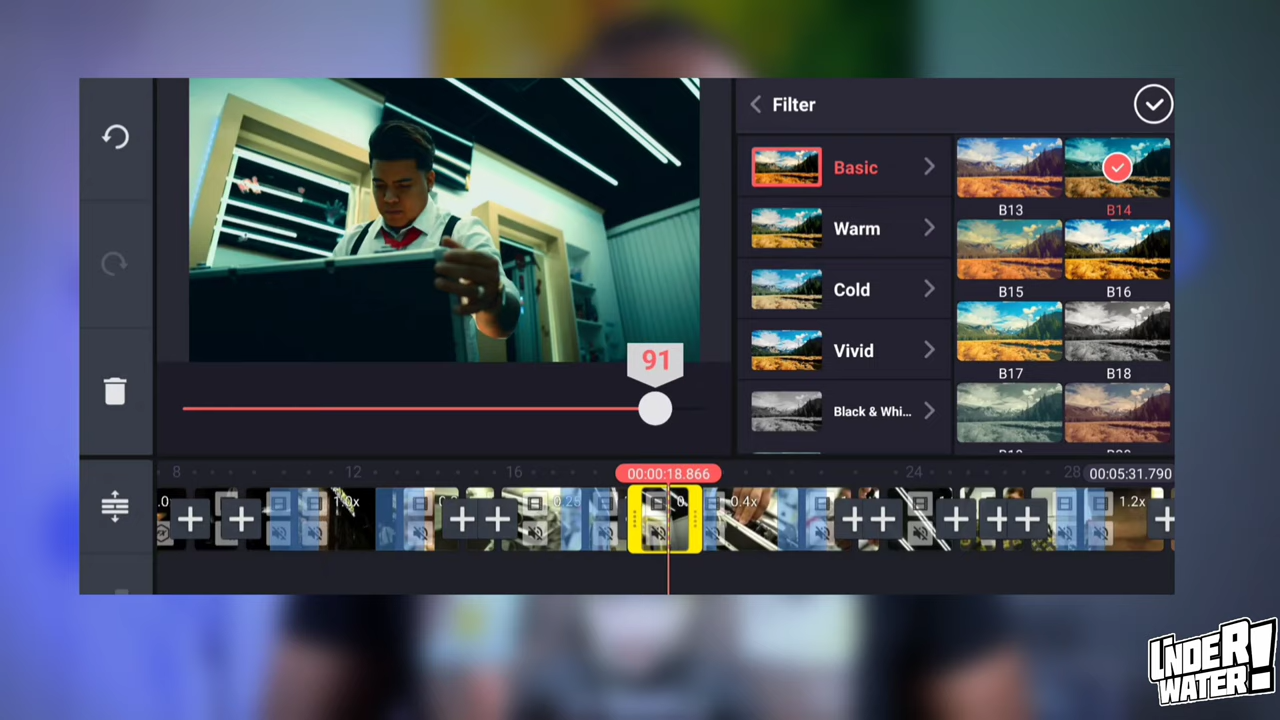 Filter
Basic
Warm
Cold
Vivid
Black & Whi...
B13
B14
B15
B16
B17
B18
91
8
12
16
00:00:18.866
24
28
00:05:31.790
.0
1.0x
0.4x
1.2x
UNDER
WATER!